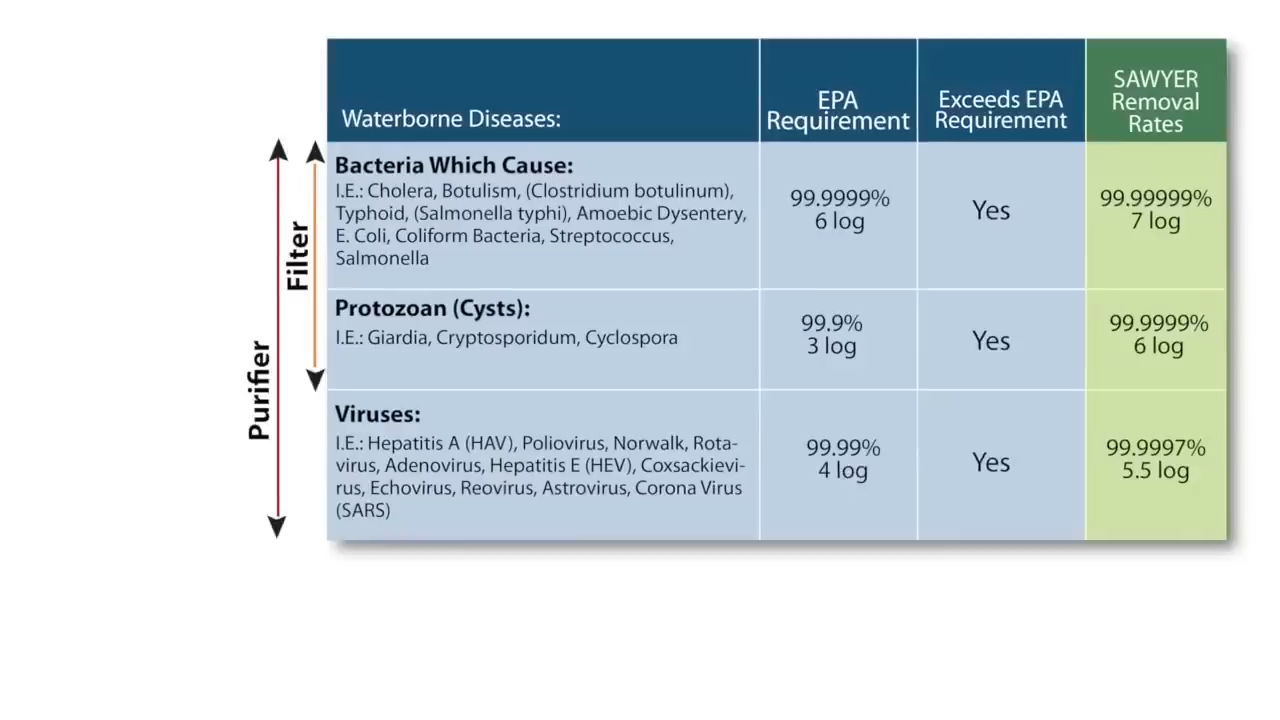 Waterborne Diseases:
EPA
Requirement
Exceeds EPA
Requirement
SAWYER
Removal
Rates
Purifier
Filter
Bacteria Which Cause:
I.E.: Cholera, Botulism, (Clostridium botulinum),
Typhoid, (Salmonella typhi), Amoebic Dysentery,
E. Coli, Coliform Bacteria, Streptococcus,
Salmonella
99.9999%
6 log
Yes
99.99999%
7 log
Protozoan (Cysts):
I.E.: Giardia, Cryptosporidum, Cyclospora
99.9%
3 log
Yes
99.9999%
6 log
Viruses:
I.E.: Hepatitis A (HAV), Poliovirus, Norwalk, Rota-
virus, Adenovirus, Hepatitis E (HEV), Coxsackievi-
rus, Echovirus, Reovirus, Astrovirus, Corona Virus
(SARS)
99.99%
4 log
Yes
99.9997%
5.5 log